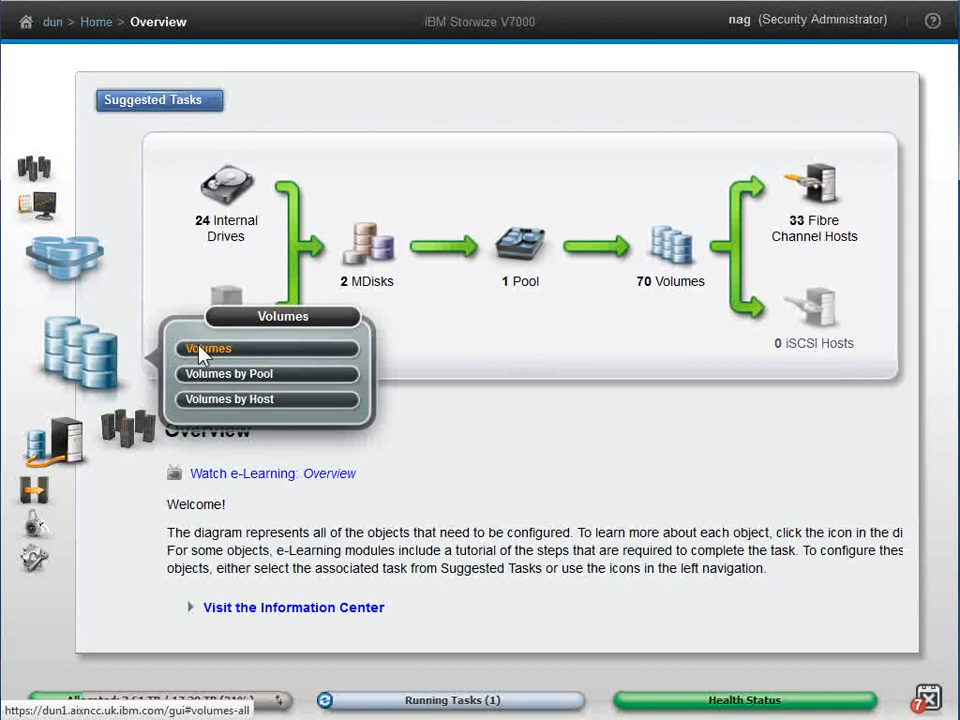 dun > Home > Overview
IBM Storwize V7000
nag (Security Administrator)
?
Suggested Tasks
24 Internal
Drives
33 Fibre
Channel Hosts
2 MDisks
1 Pool
70 Volumes
Volumes
Volumes
Volumes by Pool
Volumes by Host
0 iSCSI Hosts
Overview
Watch e-Learning: Overview
Welcome!
The diagram represents all of the objects that need to be configured. To learn more about each object, click the icon in the di
For some objects, e-Learning modules include a tutorial of the steps that are required to complete the task. To configure thes
objects, either select the associated task from Suggested Tasks or use the icons in the left navigation.
Visit the Information Center
Running Tasks (1)
Health Status
7
https://dun1.aixncc.uk.ibm.com/gui#volumes-all